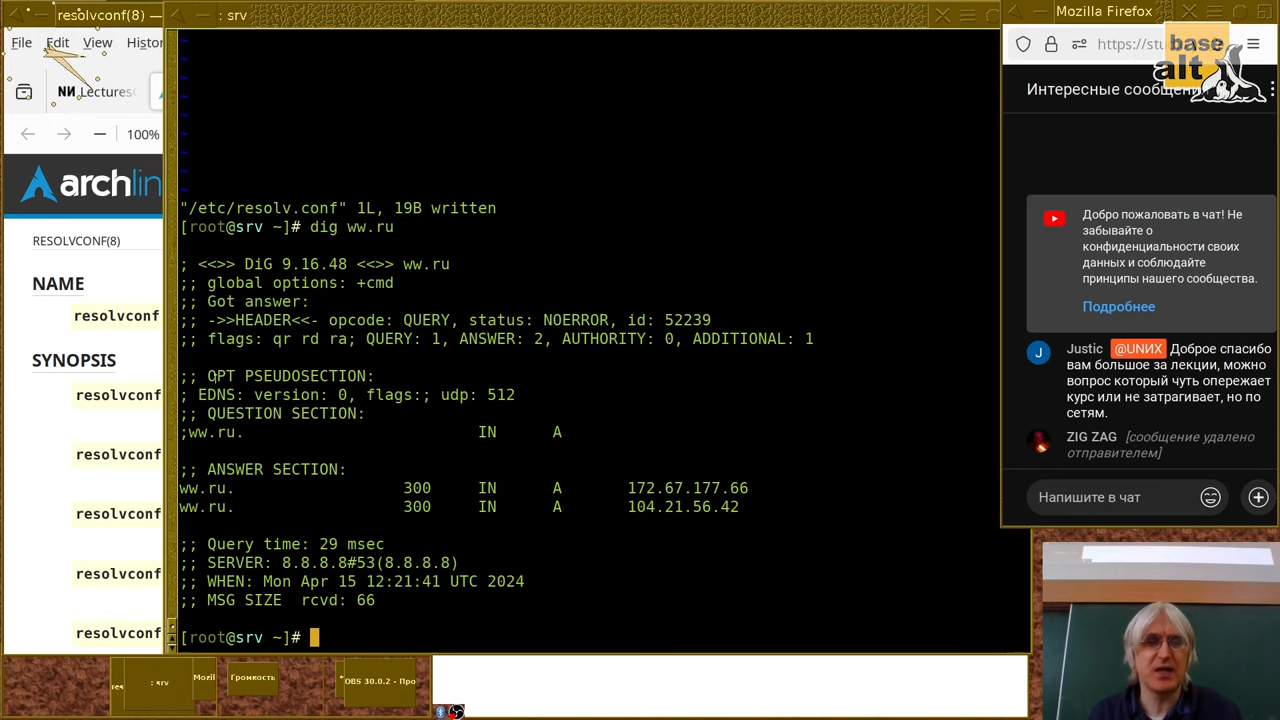 resolvconf(8) —
: srv
Mozilla Firefox
File Edit View Histor
https://stu
base
alt
NИ LecturesC
Интересные сообщени
100%
archlin
RESOLVCONF(8)
NAME
resolvconf
SYNOPSIS
resolvconf
resolvconf
resolvconf
resolvconf
resolvconf
~
~
~
~
~
~
~
~
~
"/etc/resolv.conf" 1L, 19B written
[root@srv ~]# dig ww.ru
; <<>> DiG 9.16.48 <<>> ww.ru
;; global options: +cmd
;; Got answer:
;; ->>HEADER<<- opcode: QUERY, status: NOERROR, id: 52239
;; flags: qr rd ra; QUERY: 1, ANSWER: 2, AUTHORITY: 0, ADDITIONAL: 1
;; OPT PSEUDOSECTION:
; EDNS: version: 0, flags:; udp: 512
;; QUESTION SECTION:
;ww.ru. IN A
;; ANSWER SECTION:
ww.ru. 300 IN A 172.67.177.66
ww.ru. 300 IN A 104.21.56.42
;; Query time: 29 msec
;; SERVER: 8.8.8.8#53(8.8.8.8)
;; WHEN: Mon Apr 15 12:21:41 UTC 2024
;; MSG SIZE rcvd: 66
[root@srv ~]#
Добро пожаловать в чат! Не
забывайте о
конфиденциальности своих
данных и соблюдайте
принципы нашего сообщества.
Подробнее
J
Justic @UNИX Доброе спасибо
вам большое за лекции, можно
вопрос который чуть опережает
курс или не затрагивает, но по
сетям.
ZIG ZAG [сообщение удалено
отправителем]
Напишите в чат
res
: srv
Mozil
Громкость
OBS 30.0.2 - Про